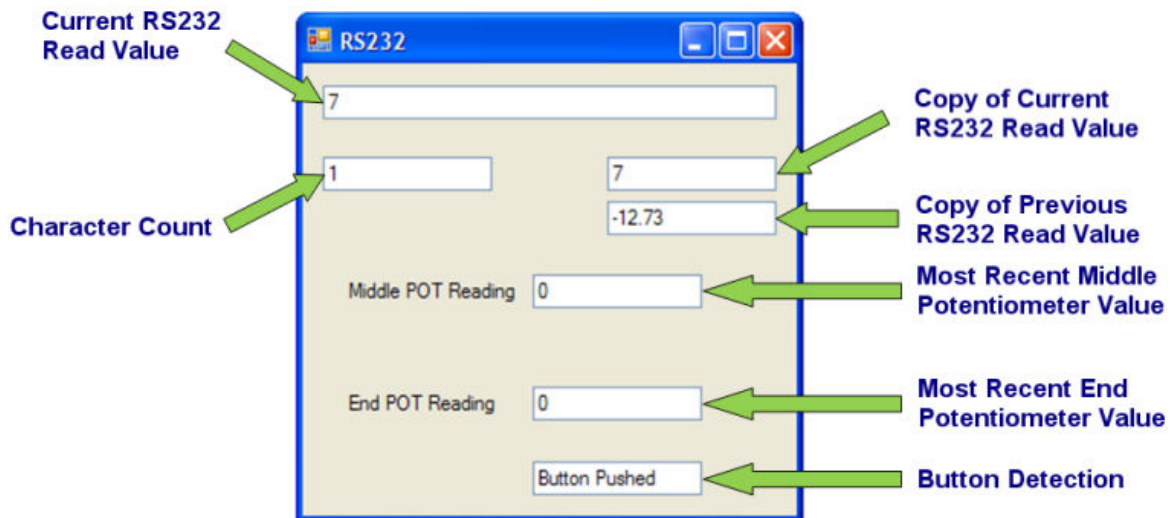 Current RS232
Read Value
RS232
7
Copy of Current
RS232 Read Value
1
7
Character Count
-12.73
Copy of Previous
RS232 Read Value
Middle POT Reading
0
Most Recent Middle
Potentiometer Value
End POT Reading
0
Most Recent End
Potentiometer Value
Button Pushed
Button Detection